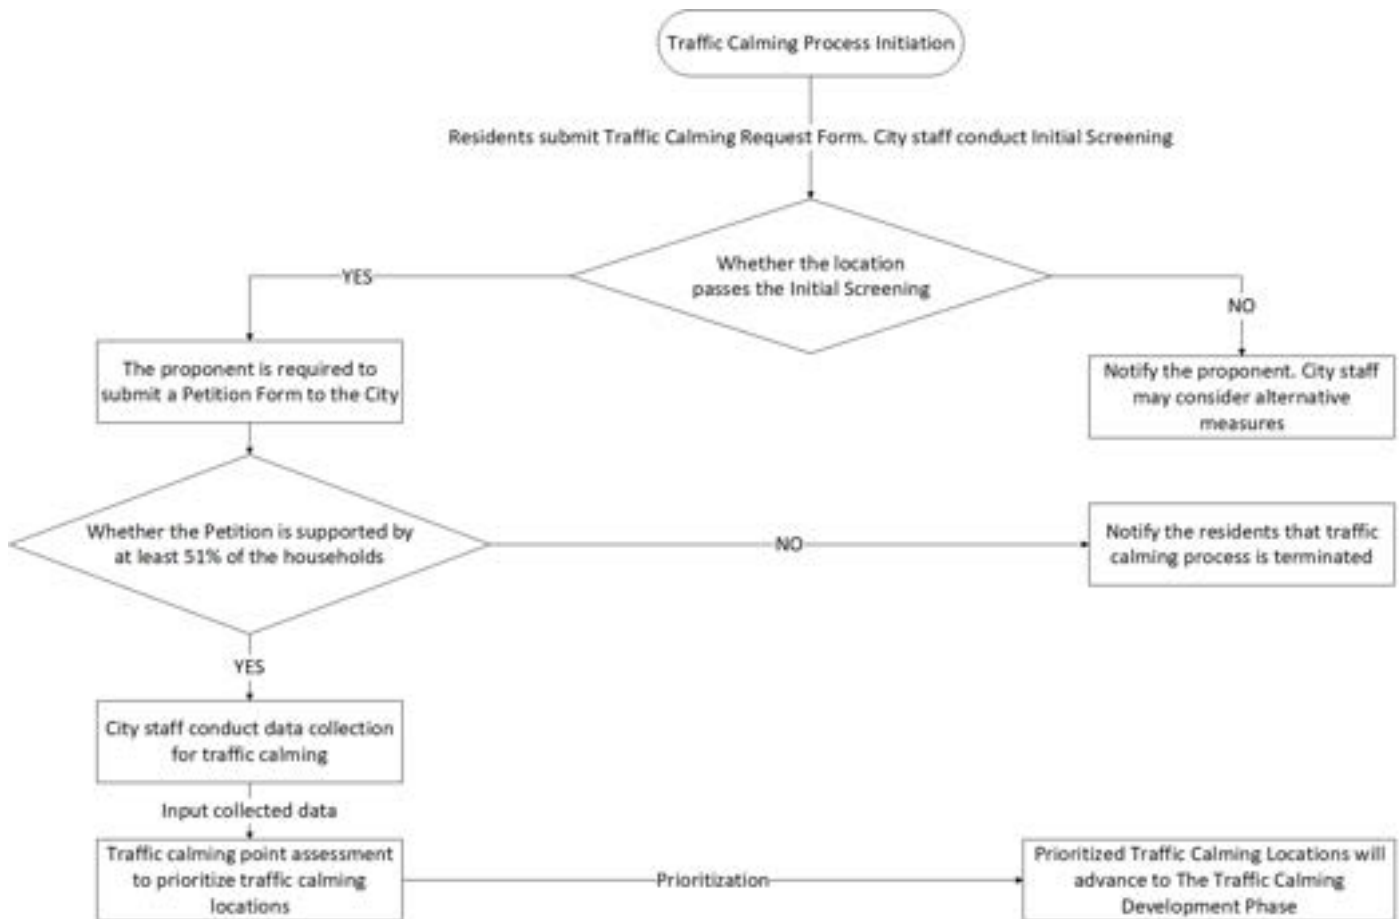 Traffic Calming Process Initiation
Residents submit Traffic Calming Request Form. City staff conduct Initial Screening
Whether the location
passes the Initial Screening
YES
NO
The proponent is required to
submit a Petition Form to the City
Notify the proponent. City staff
may consider alternative
measures
Whether the Petition is supported by
at least 51% of the households
NO
Notify the residents that traffic
calming process is terminated
YES
City staff conduct data collection
for traffic calming
Input collected data
Traffic calming point assessment
to prioritize traffic calming
locations
Prioritization
Prioritized Traffic Calming Locations will
advance to The Traffic Calming
Development Phase